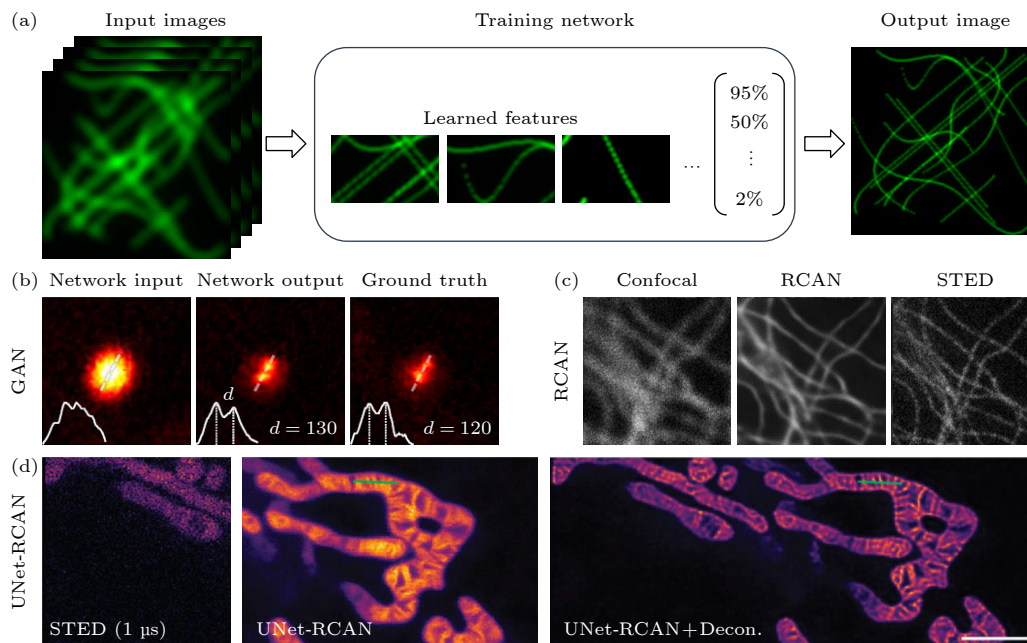 (a)
Input images
Training network
Output image
Learned features
...
95%
50%
⋮
2%
(b)
Network input
Network output
Ground truth
GAN
d
d = 130
d = 120
(c)
Confocal
RCAN
STED
RCAN
(d)
UNet-RCAN
STED (1 µs)
UNet-RCAN
UNet-RCAN+Decon.